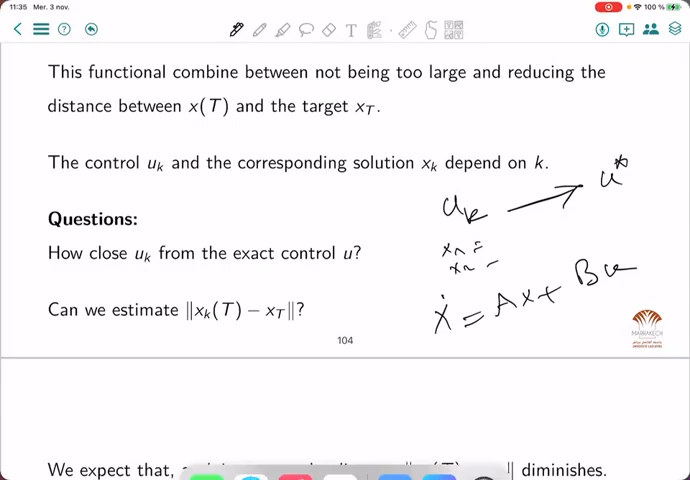 11:35 Mer. 3 nov.
100 %
This functional combine between not being too large and reducing the
distance between x(T) and the target x_T.
The control u_k and the corresponding solution x_k depend on k.
u_k → u*
Questions:
How close u_k from the exact control u?
ẋ = Ax + Bu
Can we estimate ||x_k(T) − x_T||?
104
MARRAKECH
We expect that,
|| diminishes.